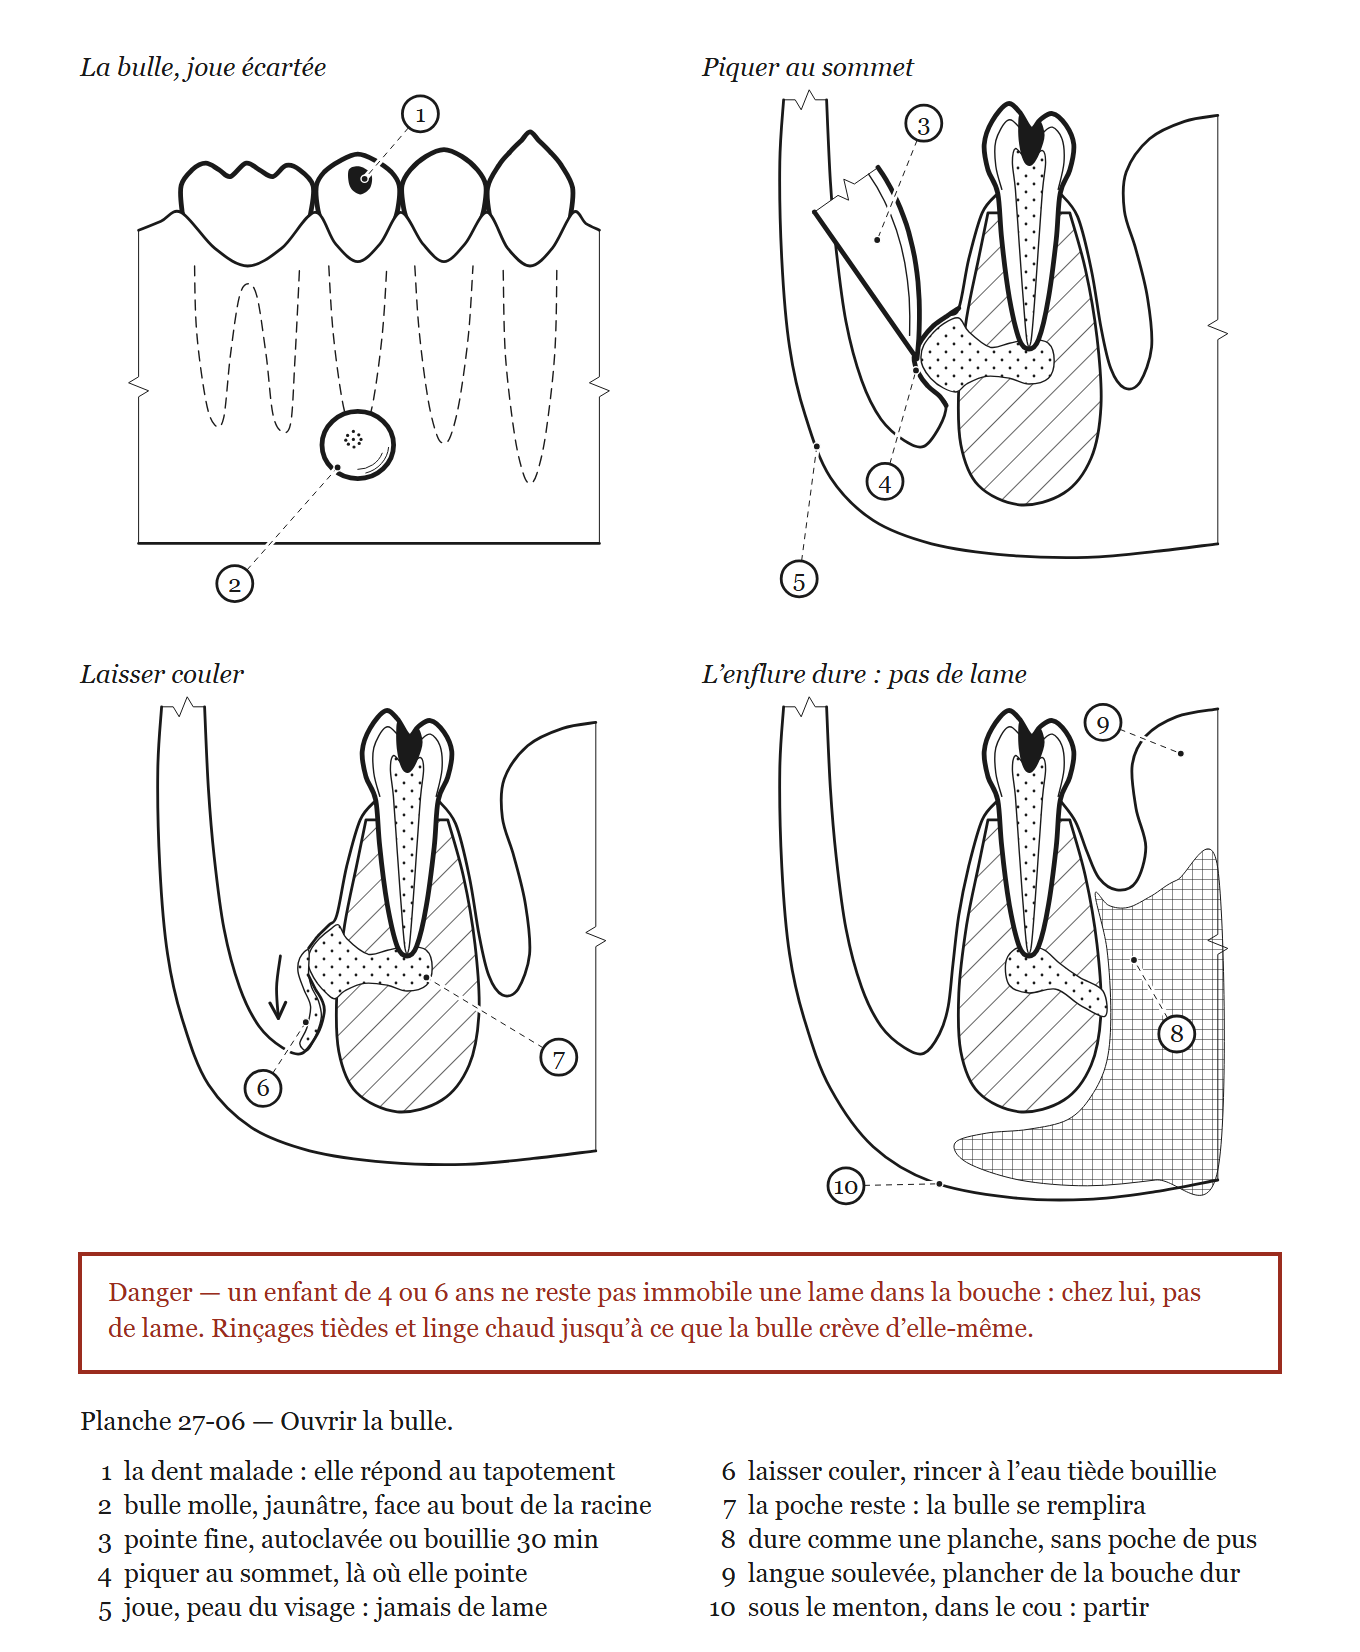 La bulle, joue écartée
Piquer au sommet
1
2
3
4
5
Laisser couler
L’enflure dure : pas de lame
6
7
8
9
10
Danger — un enfant de 4 ou 6 ans ne reste pas immobile une lame dans la bouche : chez lui, pas
de lame. Rinçages tièdes et linge chaud jusqu’à ce que la bulle crève d’elle-même.
Planche 27-06 — Ouvrir la bulle.
1 la dent malade : elle répond au tapotement
2 bulle molle, jaunâtre, face au bout de la racine
3 pointe fine, autoclavée ou bouillie 30 min
4 piquer au sommet, là où elle pointe
5 joue, peau du visage : jamais de lame
6 laisser couler, rincer à l’eau tiède bouillie
7 la poche reste : la bulle se remplira
8 dure comme une planche, sans poche de pus
9 langue soulevée, plancher de la bouche dur
10 sous le menton, dans le cou : partir